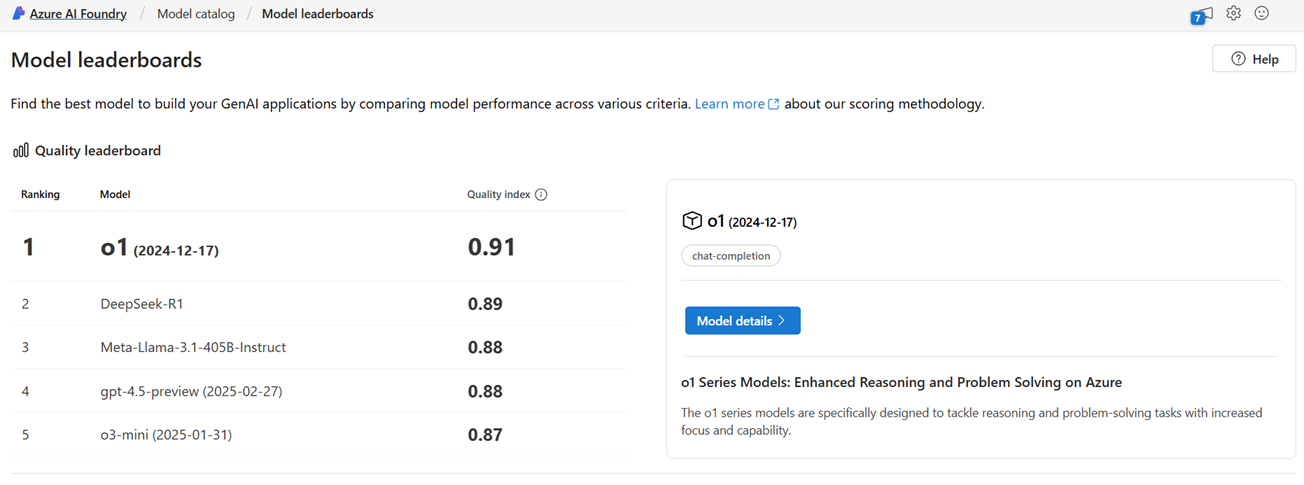 Azure AI Foundry / Model catalog / Model leaderboards
7
Model leaderboards
Help
Find the best model to build your GenAI applications by comparing model performance across various criteria. Learn more about our scoring methodology.
Quality leaderboard
Ranking Model Quality index
1 o1 (2024-12-17) 0.91
2 DeepSeek-R1 0.89
3 Meta-Llama-3.1-405B-Instruct 0.88
4 gpt-4.5-preview (2025-02-27) 0.88
5 o3-mini (2025-01-31) 0.87
o1 (2024-12-17)
chat-completion
Model details
o1 Series Models: Enhanced Reasoning and Problem Solving on Azure
The o1 series models are specifically designed to tackle reasoning and problem-solving tasks with increased
focus and capability.